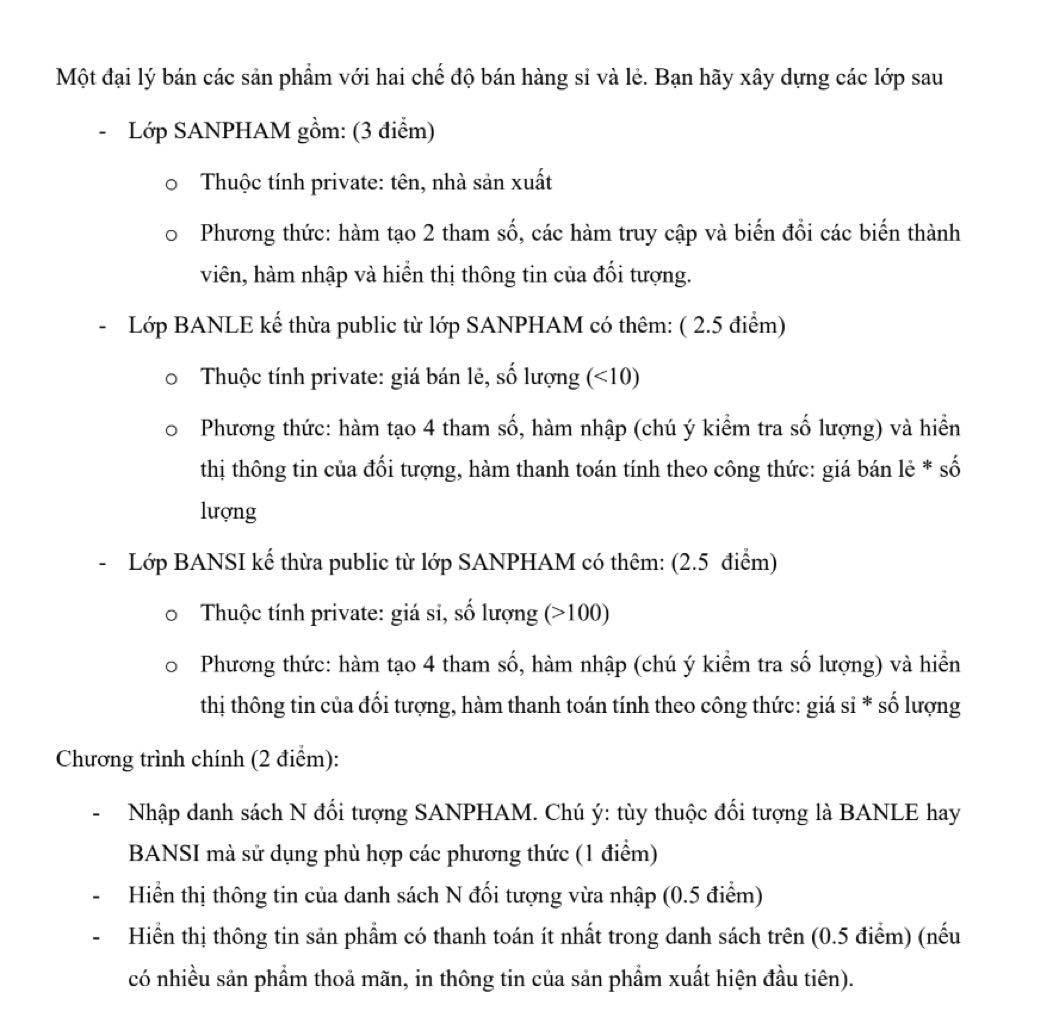 Một đại lý bán các sản phẩm với hai chế độ bán hàng sỉ và lẻ. Bạn hãy xây dựng các lớp sau
- Lớp SANPHAM gồm: (3 điểm)
o Thuộc tính private: tên, nhà sản xuất
o Phương thức: hàm tạo 2 tham số, các hàm truy cập và biến đổi các biến thành
viên, hàm nhập và hiển thị thông tin của đối tượng.
- Lớp BANLE kế thừa public từ lớp SANPHAM có thêm: ( 2.5 điểm)
o Thuộc tính private: giá bán lẻ, số lượng (<10)
o Phương thức: hàm tạo 4 tham số, hàm nhập (chú ý kiểm tra số lượng) và hiển
thị thông tin của đối tượng, hàm thanh toán tính theo công thức: giá bán lẻ * số
lượng
- Lớp BANSI kế thừa public từ lớp SANPHAM có thêm: (2.5 điểm)
o Thuộc tính private: giá sỉ, số lượng (>100)
o Phương thức: hàm tạo 4 tham số, hàm nhập (chú ý kiểm tra số lượng) và hiển
thị thông tin của đối tượng, hàm thanh toán tính theo công thức: giá sỉ * số lượng
Chương trình chính (2 điểm):
- Nhập danh sách N đối tượng SANPHAM. Chú ý: tùy thuộc đối tượng là BANLE hay
BANSI mà sử dụng phù hợp các phương thức (1 điểm)
- Hiển thị thông tin của danh sách N đối tượng vừa nhập (0.5 điểm)
- Hiển thị thông tin sản phẩm có thanh toán ít nhất trong danh sách trên (0.5 điểm) (nếu
có nhiều sản phẩm thoả mãn, in thông tin của sản phẩm xuất hiện đầu tiên).